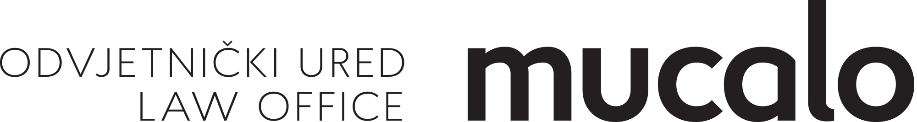 ODVJETNIČKI URED
LAW OFFICE
mucalo